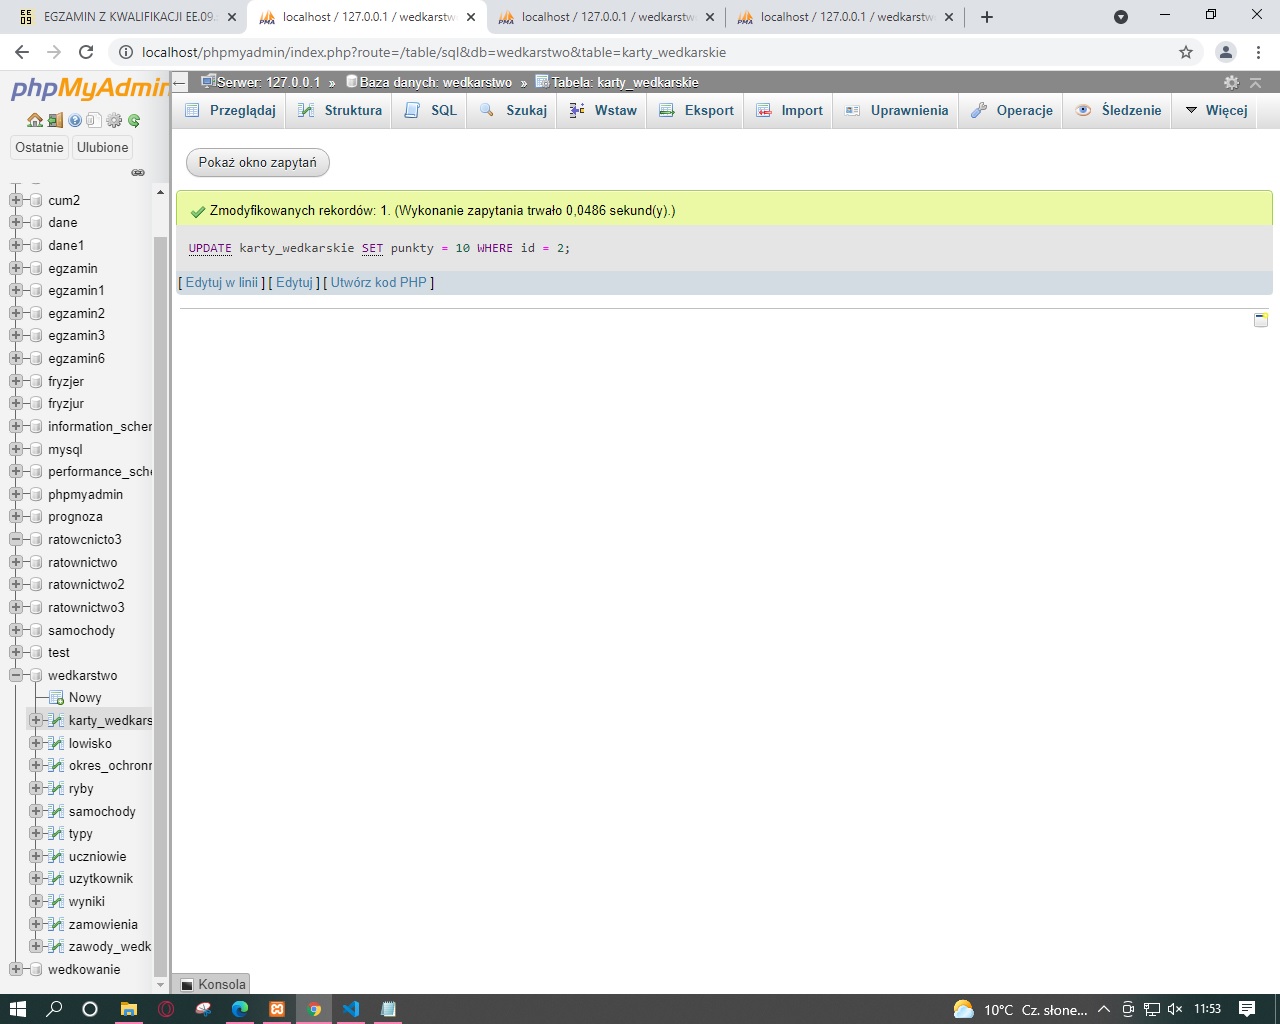 EGZAMIN Z KWALIFIKACJI EE.09.
localhost / 127.0.0.1 / wedkarstw
localhost / 127.0.0.1 / wedkarstw
localhost / 127.0.0.1 / wedkarstw
localhost/phpmyadmin/index.php?route=/table/sql&db=wedkarstwo&table=karty_wedkarskie
phpMyAdmin
Serwer: 127.0.0.1 » Baza danych: wedkarstwo » Tabela: karty_wedkarskie
Przeglądaj Struktura SQL Szukaj Wstaw Eksport Import Uprawnienia Operacje Śledzenie Więcej
Ostatnie Ulubione
Pokaż okno zapytań
Zmodyfikowanych rekordów: 1. (Wykonanie zapytania trwało 0,0486 sekund(y).)
UPDATE karty_wedkarskie SET punkty = 10 WHERE id = 2;
[ Edytuj w linii ] [ Edytuj ] [ Utwórz kod PHP ]
cum2
dane
dane1
egzamin
egzamin1
egzamin2
egzamin3
egzamin6
fryzjer
fryzjur
information_scher
mysql
performance_sche
phpmyadmin
prognoza
ratowcnicto3
ratownictwo
ratownictwo2
ratownictwo3
samochody
test
wedkarstwo
Nowy
karty_wedkars
lowisko
okres_ochronr
ryby
samochody
typy
uczniowie
uzytkownik
wyniki
zamowienia
zawody_wedk
wedkowanie
Konsola
10°C Cz. słone... 11:53